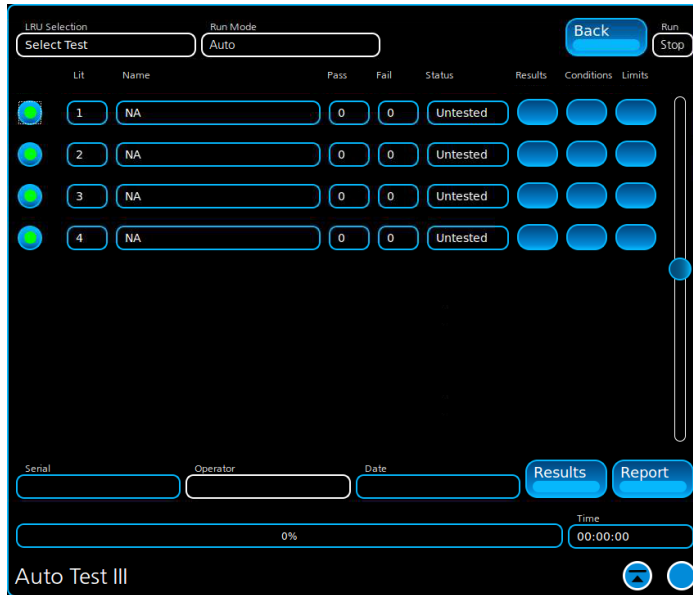 LRU Selection Run Mode Run
Select Test Auto Back Stop
Lit Name Pass Fail Status Results Conditions Limits
1 NA 0 0 Untested
2 NA 0 0 Untested
3 NA 0 0 Untested
4 NA 0 0 Untested
Serial Operator Date
Results Report
Time
0% 00:00:00
Auto Test III